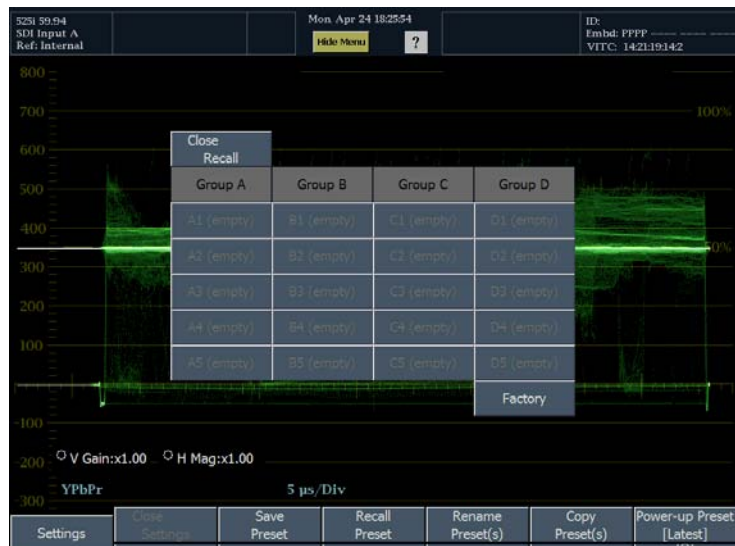 525i 59.94
SDI Input A
Ref: Internal
Mon Apr 24 18:25:54
Hide Menu
?
ID:
Embd: PPPP ---- ---- ----
VITC: 14:21:19:14:2
800
700
100%
600
500
400
50%
300
200
100
-100
-200
-300
Close
Recall
Group A Group B Group C Group D
A1 (empty) B1 (empty) C1 (empty) D1 (empty)
A2 (empty) B2 (empty) C2 (empty) D2 (empty)
A3 (empty) B3 (empty) C3 (empty) D3 (empty)
A4 (empty) B4 (empty) C4 (empty) D4 (empty)
A5 (empty) B5 (empty) C5 (empty) D5 (empty)
Factory
V Gain:x1.00 H Mag:x1.00
YPbPr 5 µs/Div
Settings
Close
Settings
Save
Preset
Recall
Preset
Rename
Preset(s)
Copy
Preset(s)
Power-up Preset
[Latest]